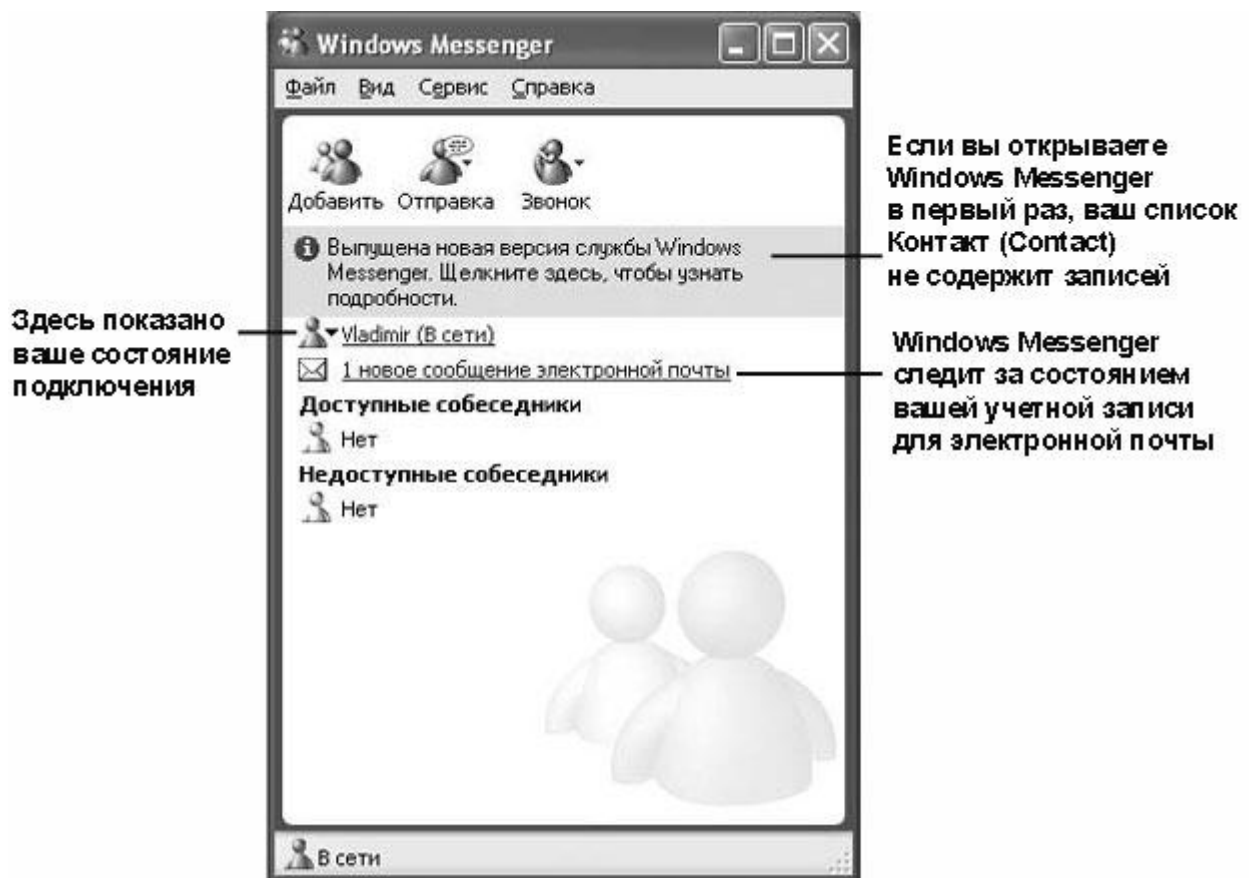 Windows Messenger
Файл Вид Сервис Справка
Добавить Отправка Звонок
Выпущена новая версия службы Windows
Messenger. Щелкните здесь, чтобы узнать
подробности.
Vladimir (В сети)
1 новое сообщение электронной почты
Доступные собеседники
Нет
Недоступные собеседники
Нет
В сети
Здесь показано
ваше состояние
подключения
Если вы открываете
Windows Messenger
в первый раз, ваш список
Контакт (Contact)
не содержит записей
Windows Messenger
следит за состоянием
вашей учетной записи
для электронной почты